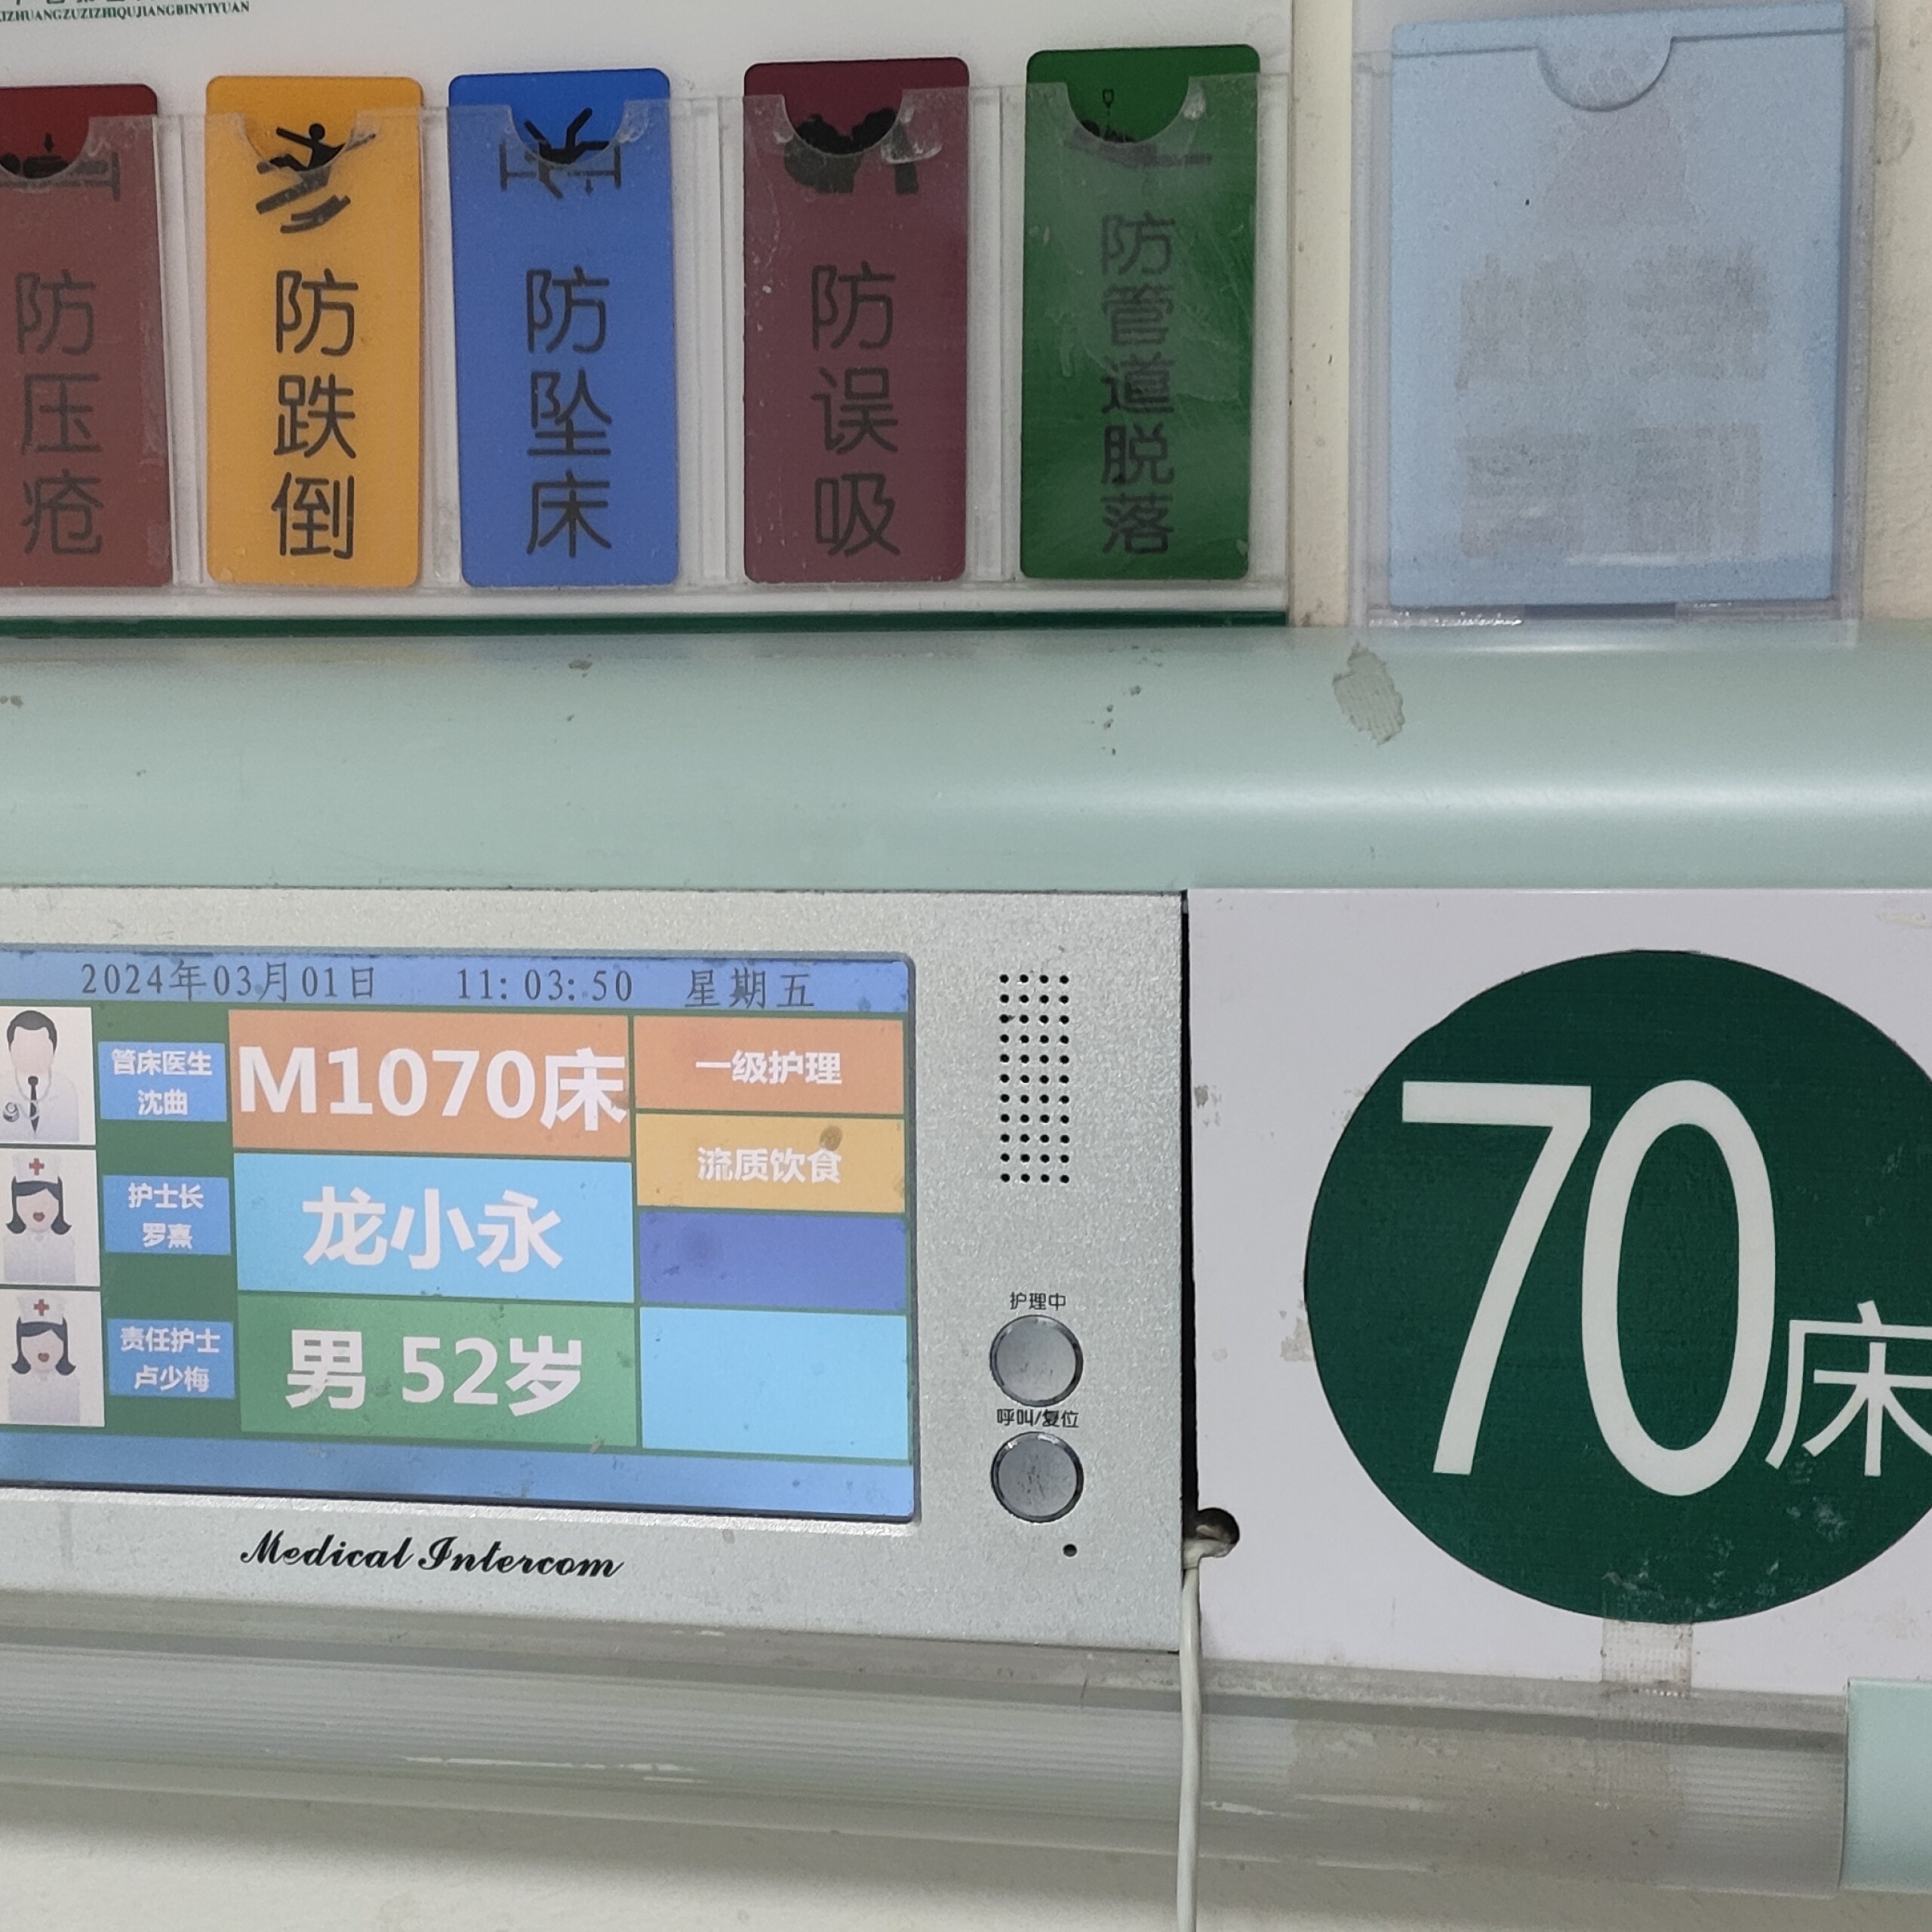 IZHUANGZUZIZHIQUJIANGBINYIYUAN
防压疮
防跌倒
防坠床
防误吸
防管道脱落
2024年03月01日 11:03:50 星期五
管床医生
沈曲
M1070床
一级护理
流质饮食
护士长
罗熹
龙小永
责任护士
卢少梅
男 52岁
护理中
呼叫/复位
Medical Intercom
70床